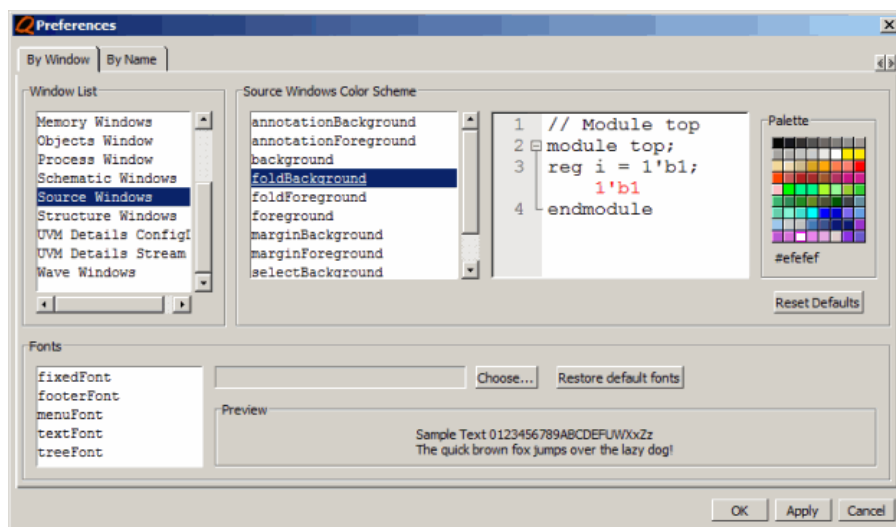 Preferences
By Window By Name
Window List
Memory Windows
Objects Window
Process Window
Schematic Windows
Source Windows
Structure Windows
UVM Details ConfigI
UVM Details Stream
Wave Windows
Source Windows Color Scheme
annotationBackground
annotationForeground
background
foldBackground
foldForeground
foreground
marginBackground
marginForeground
selectBackground
1 // Module top
2 module top;
3 reg i = 1'b1;
1'b1
4 endmodule
Palette
#efefef
Reset Defaults
Fonts
fixedFont
footerFont
menuFont
textFont
treeFont
Choose... Restore default fonts
Preview
Sample Text 0123456789ABCDEFUWXxZz
The quick brown fox jumps over the lazy dog!
OK Apply Cancel